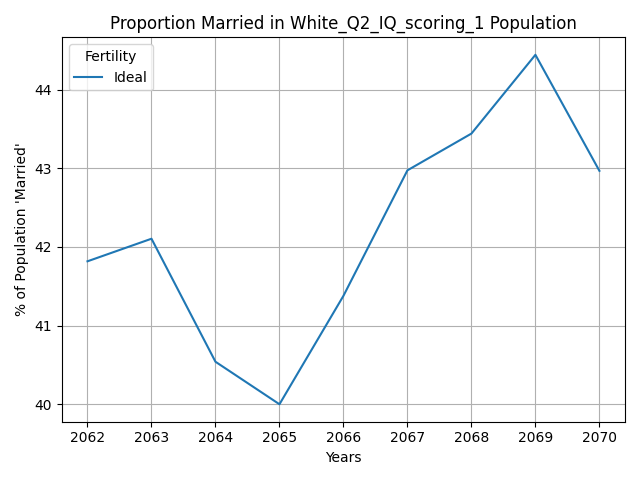 Proportion Married in White_Q2_IQ_scoring_1 Population
Fertility
Ideal
% of Population 'Married'
44
43
42
41
40
2062 2063 2064 2065 2066 2067 2068 2069 2070
Years